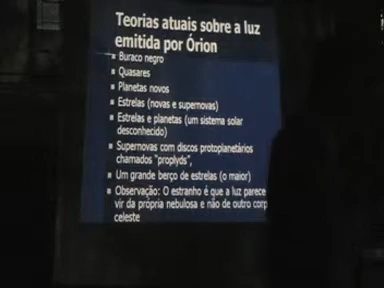 Teorias atuais sobre a luz
emitida por Órion
▪ Buraco negro
▪ Quasares
▪ Planetas novos
▪ Estrelas (novas e supernovas)
▪ Estrelas e planetas (um sistema solar
desconhecido)
▪ Supernovas com discos protoplanetários
chamados "proplyds",
▪ Um grande berço de estrelas (o maior)
▪ Observação: O estranho é que a luz parece
vir da própria nebulosa e não de outro corp
celeste